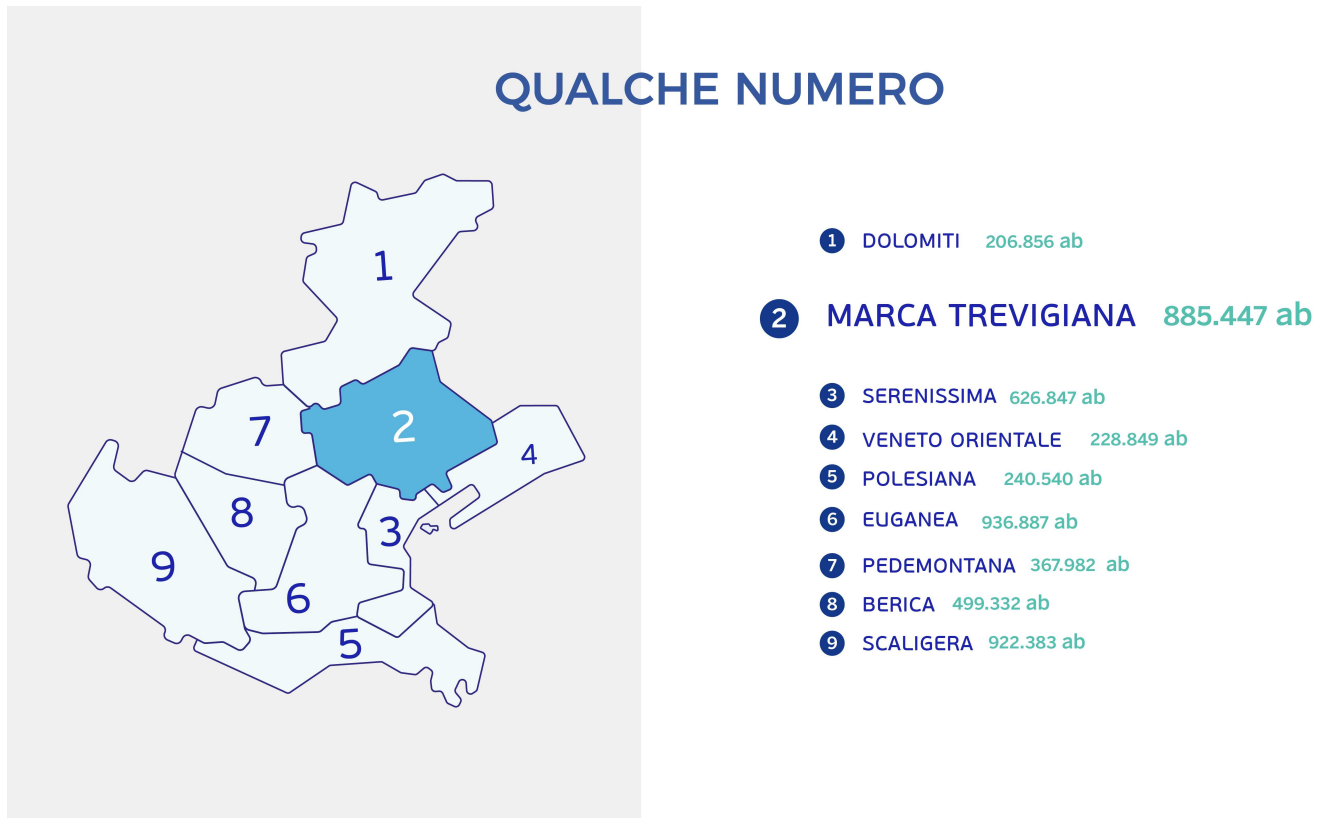 QUALCHE NUMERO
1
2
3
4
5
6
7
8
9
1 DOLOMITI 206.856 ab
2 MARCA TREVIGIANA 885.447 ab
3 SERENISSIMA 626.847 ab
4 VENETO ORIENTALE 228.849 ab
5 POLESIANA 240.540 ab
6 EUGANEA 936.887 ab
7 PEDEMONTANA 367.982 ab
8 BERICA 499.332 ab
9 SCALIGERA 922.383 ab